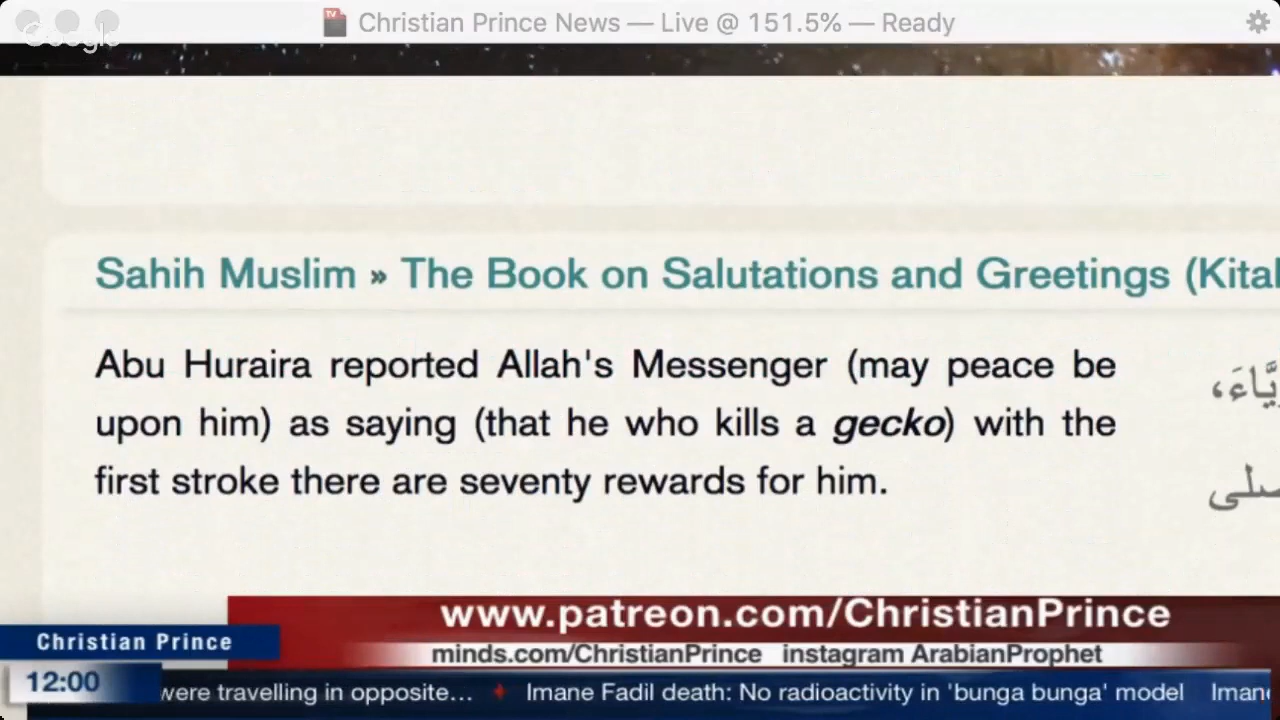 Christian Prince News — Live @ 151.5% — Ready
Google
Sahih Muslim » The Book on Salutations and Greetings (Kital
Abu Huraira reported Allah's Messenger (may peace be
upon him) as saying (that he who kills a gecko) with the
first stroke there are seventy rewards for him.
صلى
www.patreon.com/ChristianPrince
minds.com/ChristianPrince instagram ArabianProphet
Christian Prince
12:00
were travelling in opposite... ♦ Imane Fadil death: No radioactivity in 'bunga bunga' model Imane